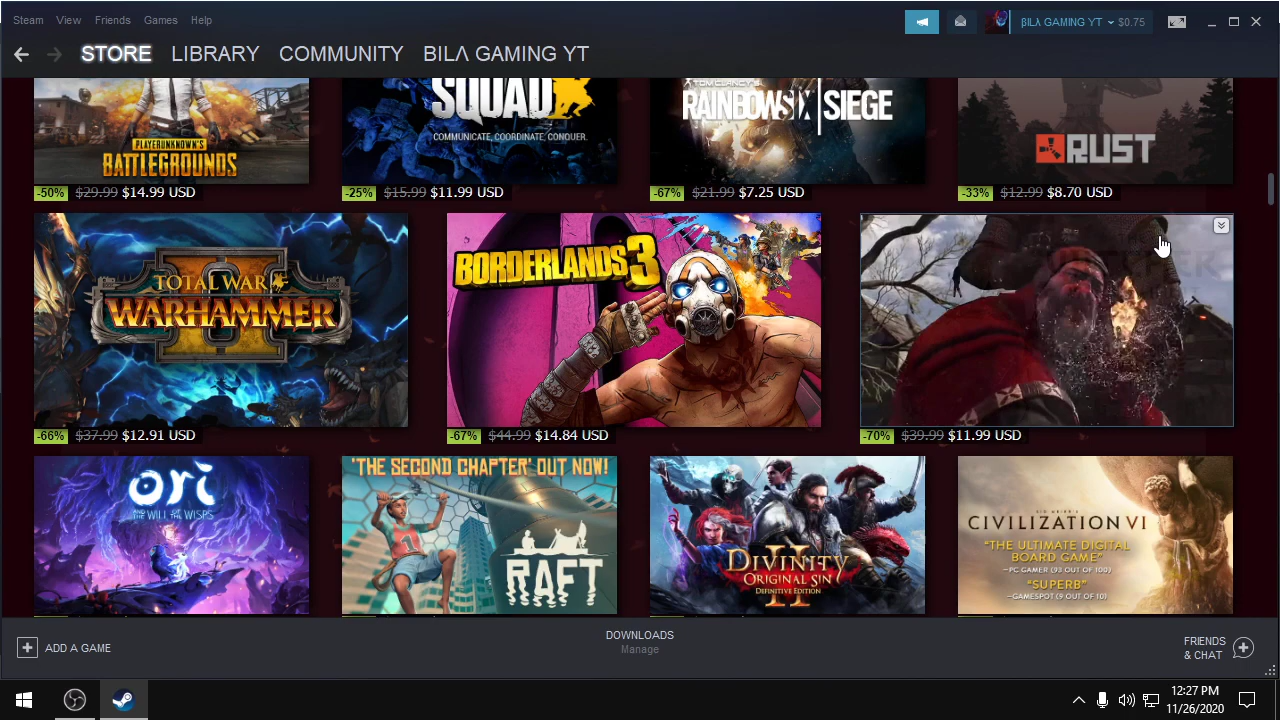 Steam View Friends Games Help
βILΛ GAMING YT $0.75
STORE LIBRARY COMMUNITY BILΛ GAMING YT
PLAYERUNKNOWN'S
BATTLEGROUNDS
SQUAD
COMMUNICATE, COORDINATE, CONQUER.
TOM CLANCY'S
RAINBOWSIX | SIEGE
RUST
-50% $29.99 $14.99 USD
-25% $15.99 $11.99 USD
-67% $21.99 $7.25 USD
-33% $12.99 $8.70 USD
TOTAL WAR
WARHAMMER
II
BORDERLANDS 3
-66% $37.99 $12.91 USD
-67% $44.99 $14.84 USD
-70% $39.99 $11.99 USD
ori
AND THE WILL OF THE WISPS
'THE SECOND CHAPTER' OUT NOW!
RAFT
DIVINITY
ORIGINAL SIN
II
DEFINITIVE EDITION
SID MEIER'S
CIVILIZATION VI
"THE ULTIMATE DIGITAL
BOARD GAME"
—PC GAMER (93 OUT OF 100)
"SUPERB"
—GAMESPOT (9 OUT OF 10)
ADD A GAME
DOWNLOADS
Manage
FRIENDS
& CHAT
12:27 PM
11/26/2020